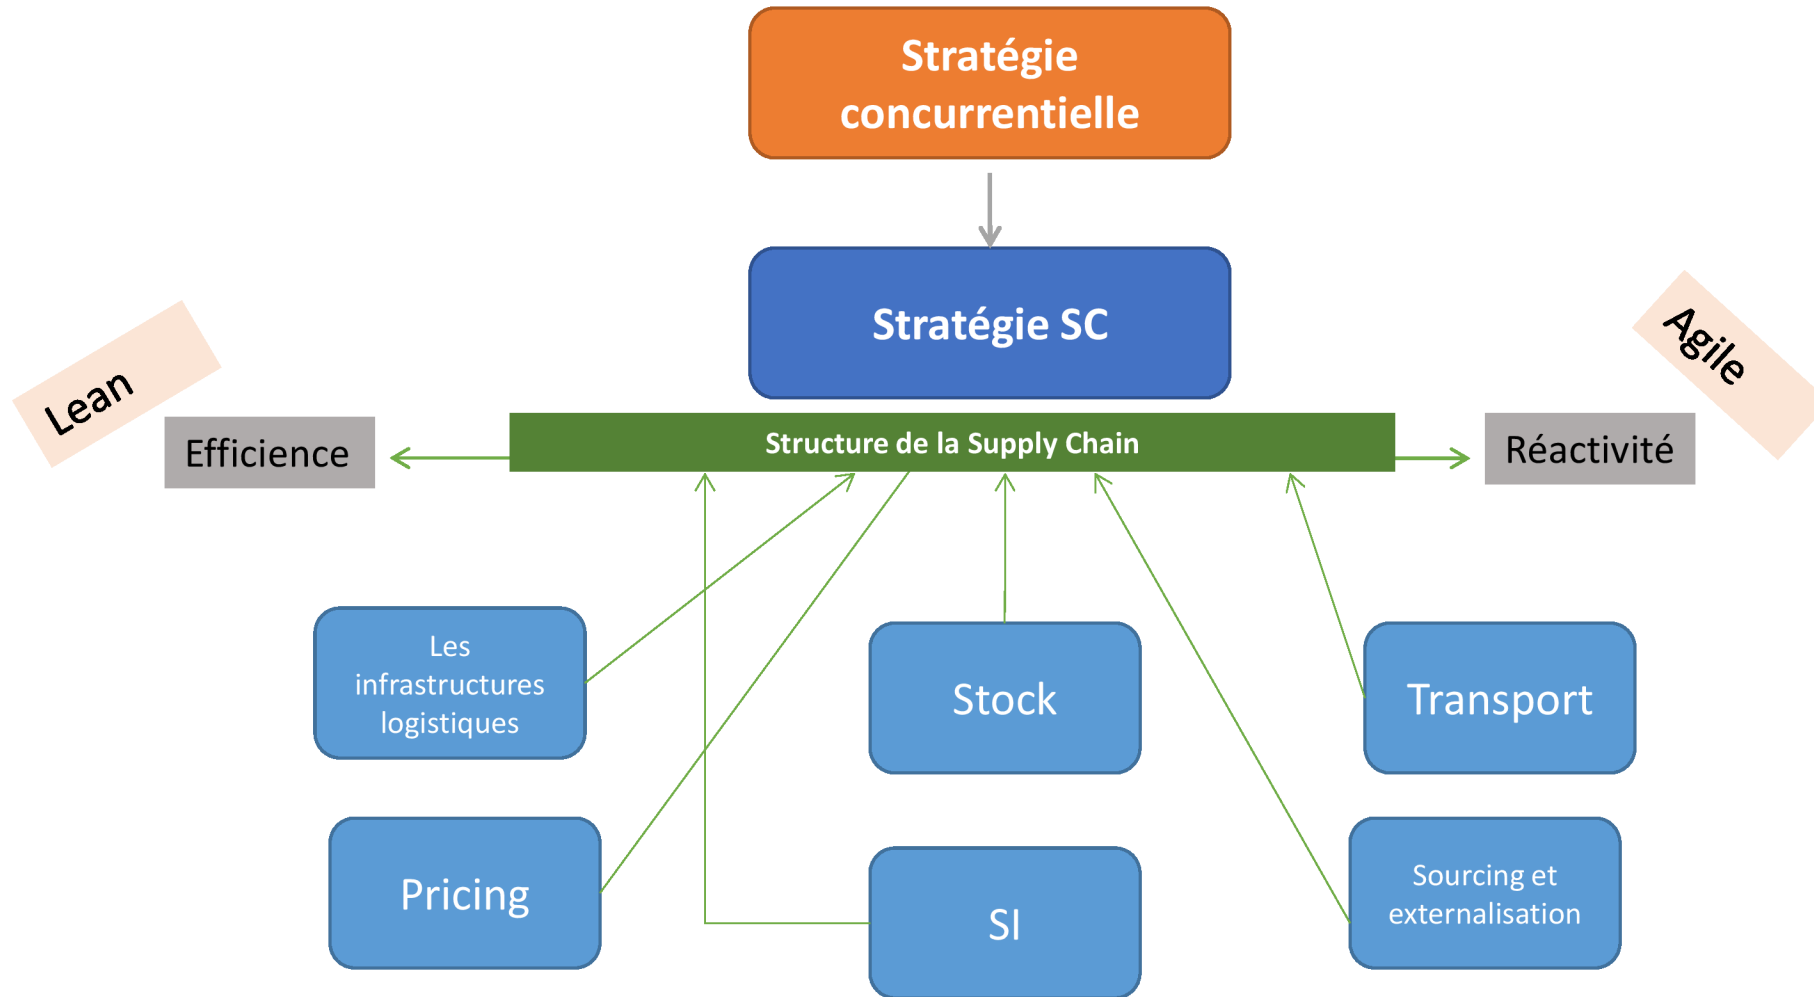 Stratégie
concurrentielle
Stratégie SC
Lean
Agile
Efficience
Structure de la Supply Chain
Réactivité
Les
infrastructures
logistiques
Stock
Transport
Pricing
SI
Sourcing et
externalisation